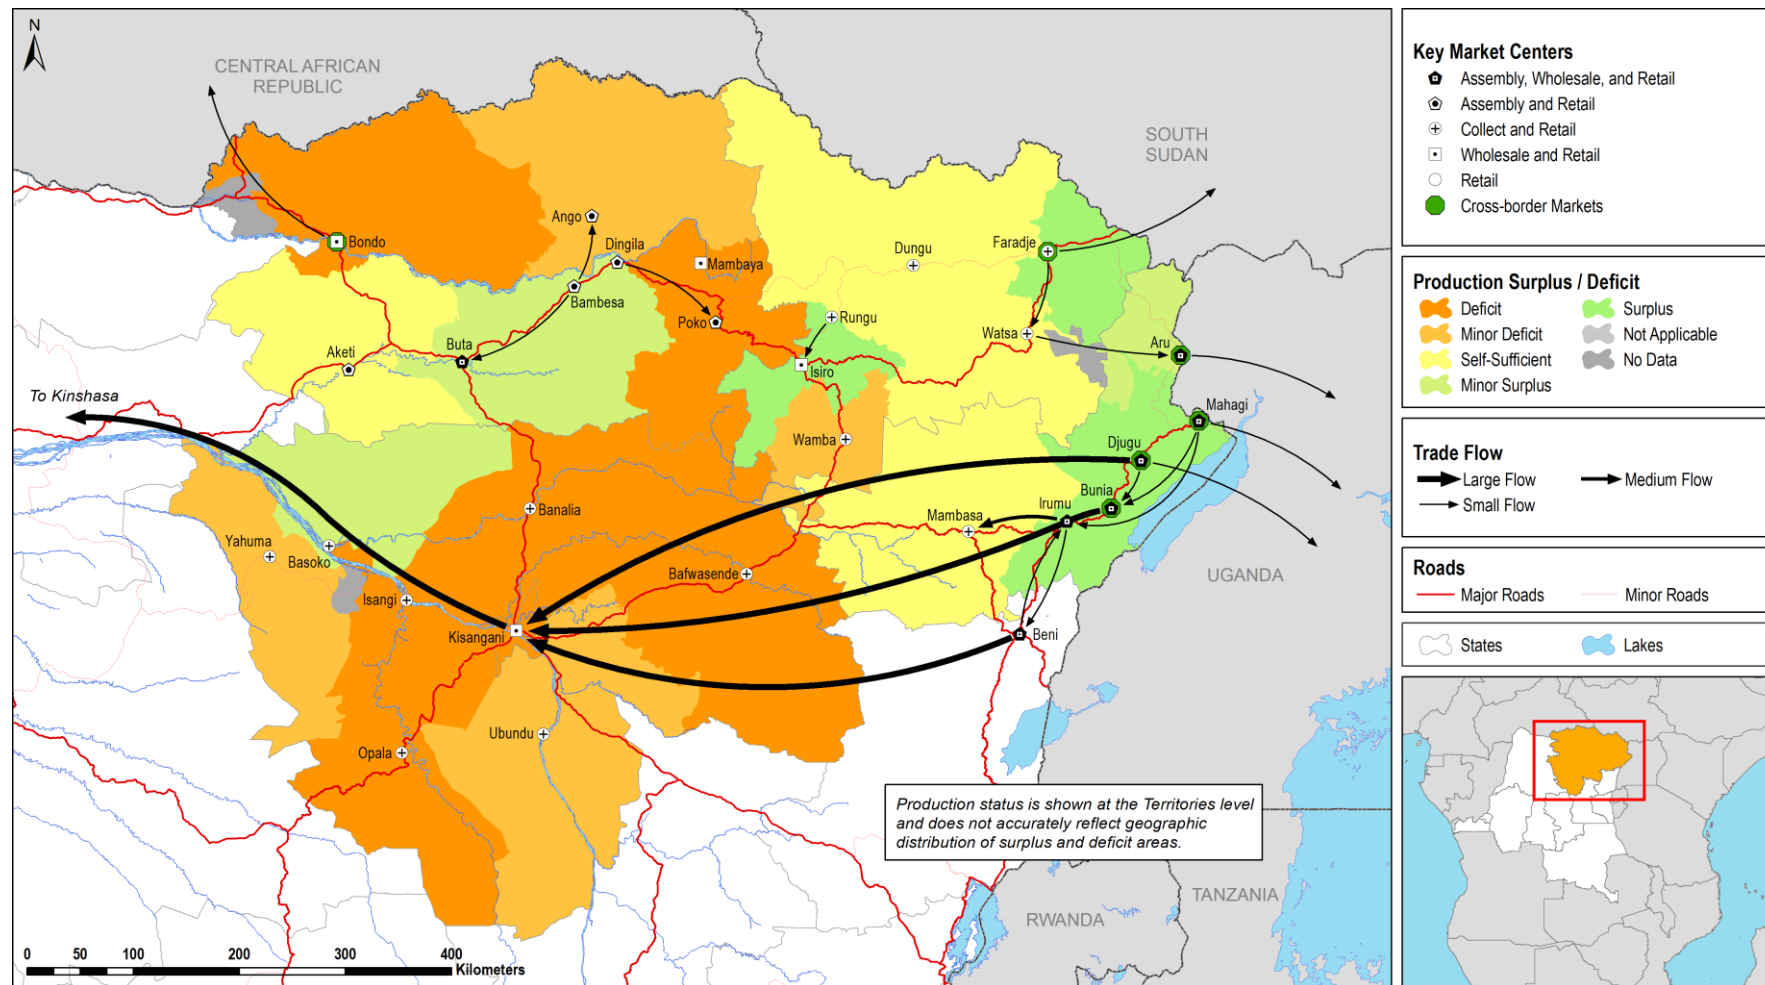 N
CENTRAL AFRICAN
REPUBLIC
SOUTH
SUDAN
Ango
Dingila
Bondo
Mambaya
Dungu
Faradje
Bambesa
Poko
Rungu
Watsa
Aru
Buta
Aketi
Isiro
To Kinshasa
Mahagi
Wamba
Djugu
Bunia
Irumu
Banalia
Mambasa
Yahuma
Basoko
Bafwasende
UGANDA
Isangi
Kisangani
Beni
Opala
Ubundu
Production status is shown at the Territories level
and does not accurately reflect geographic
distribution of surplus and deficit areas.
TANZANIA
RWANDA
0 50 100 200 300 400
Kilometers
Key Market Centers
Assembly, Wholesale, and Retail
Assembly and Retail
Collect and Retail
Wholesale and Retail
Retail
Cross-border Markets
Production Surplus / Deficit
Deficit
Surplus
Minor Deficit
Not Applicable
Self-Sufficient
No Data
Minor Surplus
Trade Flow
Large Flow
Medium Flow
Small Flow
Roads
Major Roads
Minor Roads
States
Lakes